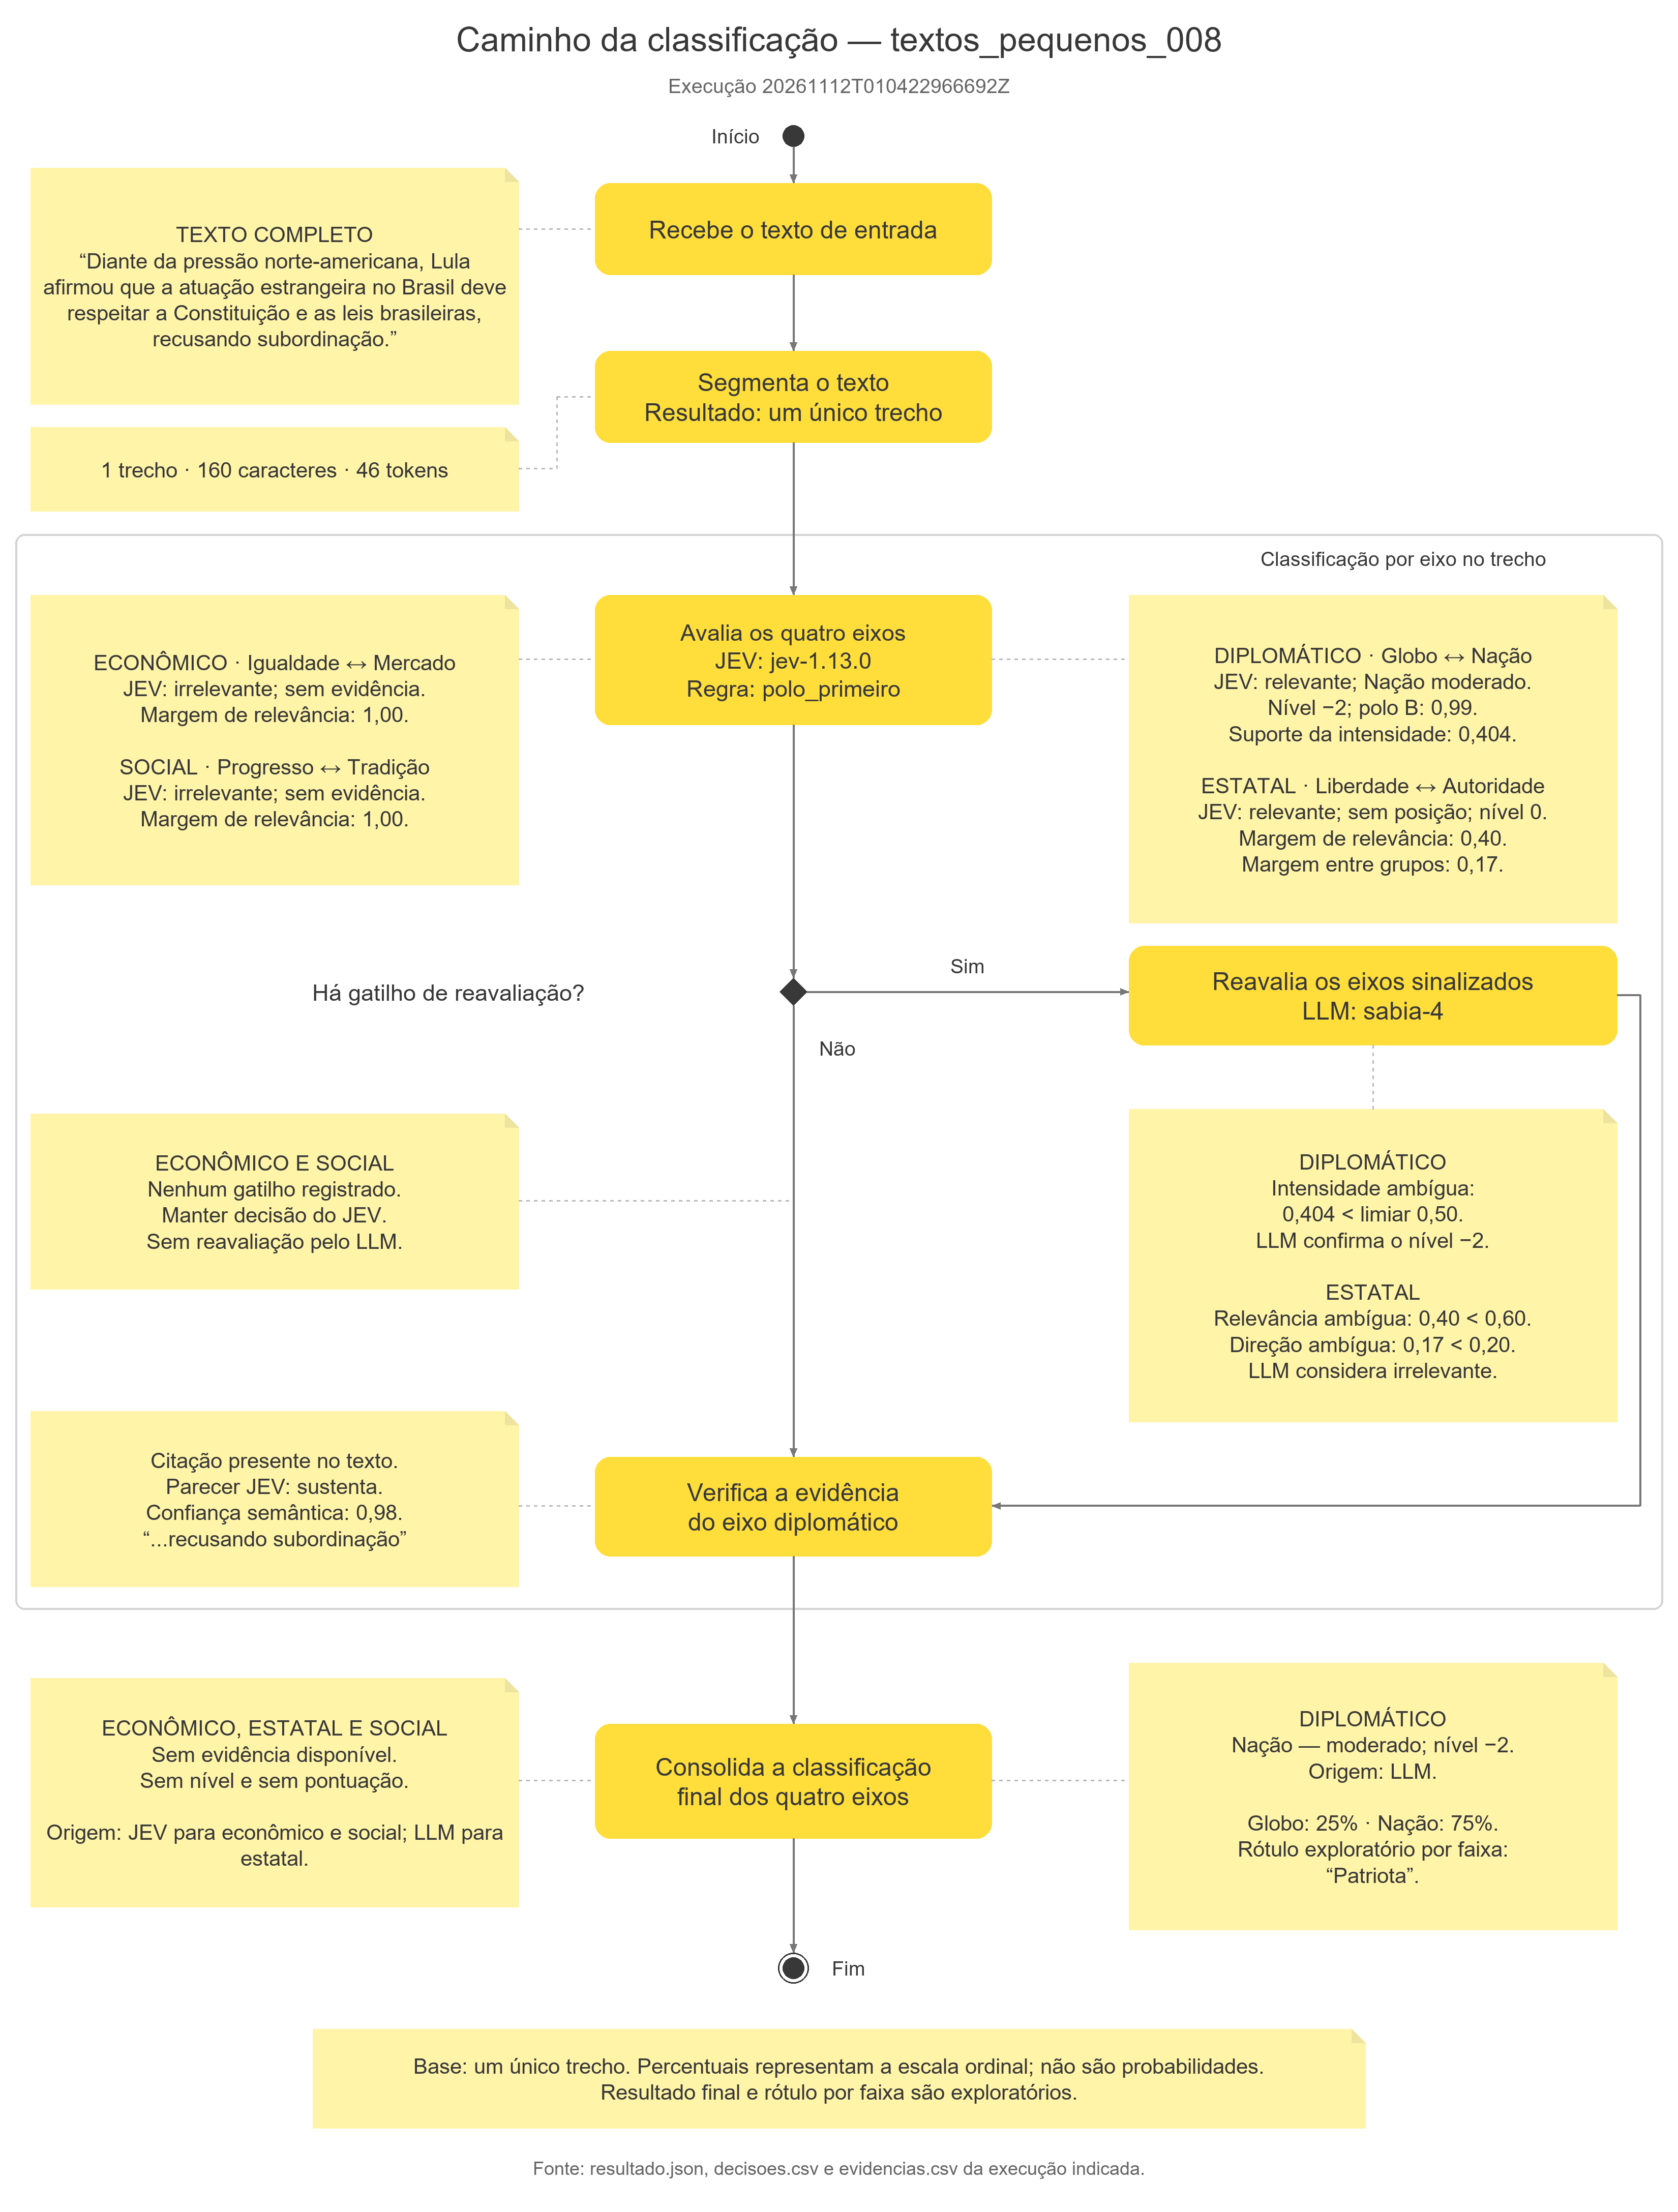 Caminho da classificação — textos_pequenos_008
Execução 20261112T010422966692Z
Início
Recebe o texto de entrada
TEXTO COMPLETO
“Diante da pressão norte-americana, Lula
afirmou que a atuação estrangeira no Brasil deve
respeitar a Constituição e as leis brasileiras,
recusando subordinação.”
Segmenta o texto
Resultado: um único trecho
1 trecho · 160 caracteres · 46 tokens
Classificação por eixo no trecho
Avalia os quatro eixos
JEV: jev-1.13.0
Regra: polo_primeiro
ECONÔMICO · Igualdade ↔ Mercado
JEV: irrelevante; sem evidência.
Margem de relevância: 1,00.
SOCIAL · Progresso ↔ Tradição
JEV: irrelevante; sem evidência.
Margem de relevância: 1,00.
DIPLOMÁTICO · Globo ↔ Nação
JEV: relevante; Nação moderado.
Nível −2; polo B: 0,99.
Suporte da intensidade: 0,404.
ESTATAL · Liberdade ↔ Autoridade
JEV: relevante; sem posição; nível 0.
Margem de relevância: 0,40.
Margem entre grupos: 0,17.
Há gatilho de reavaliação?
Sim
Reavalia os eixos sinalizados
LLM: sabia-4
Não
ECONÔMICO E SOCIAL
Nenhum gatilho registrado.
Manter decisão do JEV.
Sem reavaliação pelo LLM.
DIPLOMÁTICO
Intensidade ambígua:
0,404 < limiar 0,50.
LLM confirma o nível −2.
ESTATAL
Relevância ambígua: 0,40 < 0,60.
Direção ambígua: 0,17 < 0,20.
LLM considera irrelevante.
Citação presente no texto.
Parecer JEV: sustenta.
Confiança semântica: 0,98.
“...recusando subordinação”
Verifica a evidência
do eixo diplomático
ECONÔMICO, ESTATAL E SOCIAL
Sem evidência disponível.
Sem nível e sem pontuação.
Origem: JEV para econômico e social; LLM para
estatal.
Consolida a classificação
final dos quatro eixos
DIPLOMÁTICO
Nação — moderado; nível −2.
Origem: LLM.
Globo: 25% · Nação: 75%.
Rótulo exploratório por faixa:
“Patriota”.
Fim
Base: um único trecho. Percentuais representam a escala ordinal; não são probabilidades.
Resultado final e rótulo por faixa são exploratórios.
Fonte: resultado.json, decisoes.csv e evidencias.csv da execução indicada.